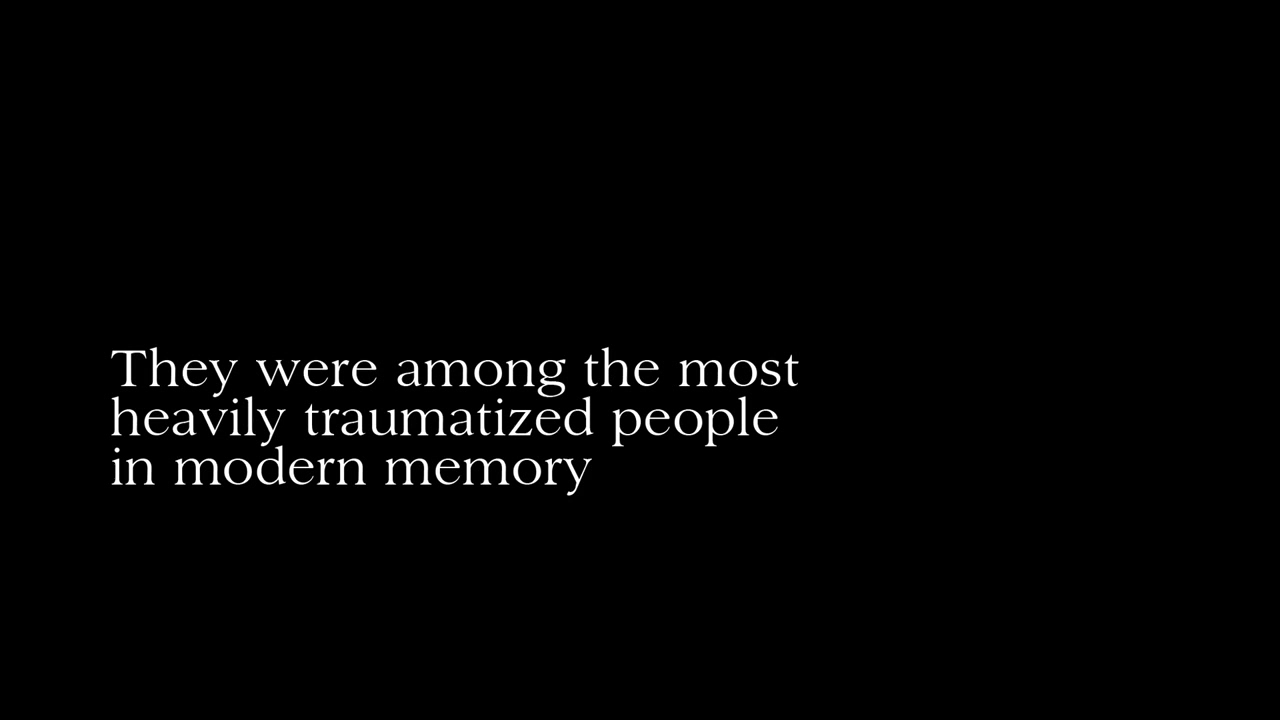 They were among the most
heavily traumatized people
in modern memory